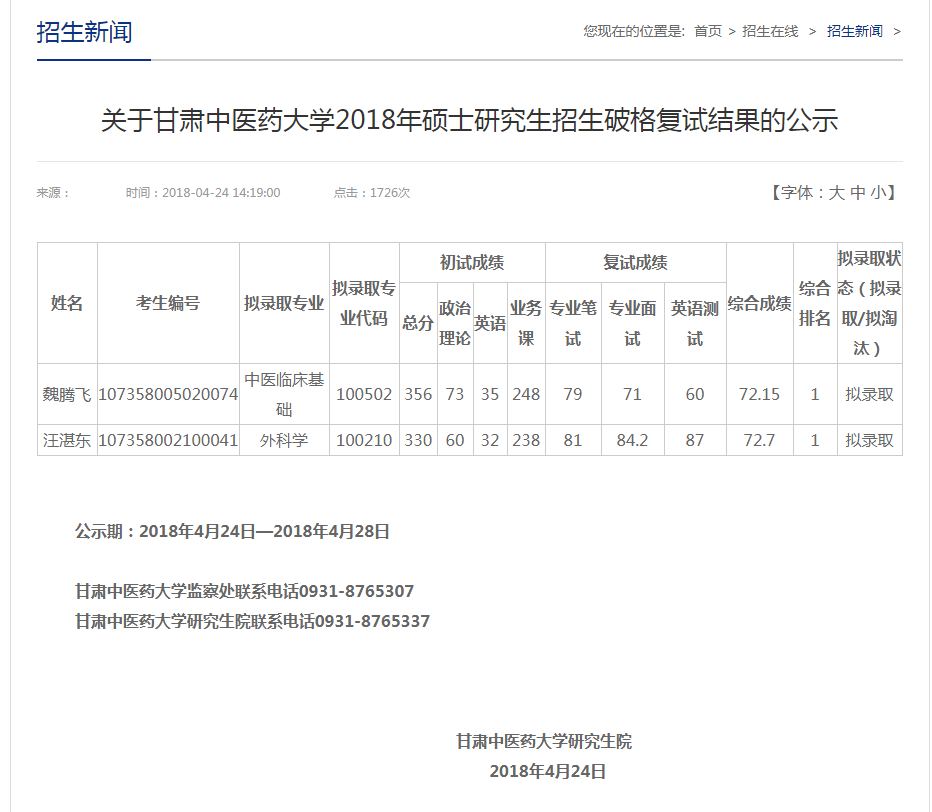 招生新闻
您现在的位置是: 首页 > 招生在线 > 招生新闻 >
关于甘肃中医药大学2018年硕士研究生招生破格复试结果的公示
来源： 时间：2018-04-24 14:19:00 点击：1726次 【字体：大 中 小】
姓名 考生编号 拟录取专业 拟录取专业代码 初试成绩 复试成绩 综合成绩 综合排名 拟录取状态（拟录取/拟淘汰）
总分 政治理论 英语 业务课 专业笔试 专业面试 英语测试
魏腾飞 107358005020074 中医临床基础 100502 356 73 35 248 79 71 60 72.15 1 拟录取
汪湛东 107358002100041 外科学 100210 330 60 32 238 81 84.2 87 72.7 1 拟录取
公示期：2018年4月24日—2018年4月28日
甘肃中医药大学监察处联系电话0931-8765307
甘肃中医药大学研究生院联系电话0931-8765337
甘肃中医药大学研究生院
2018年4月24日